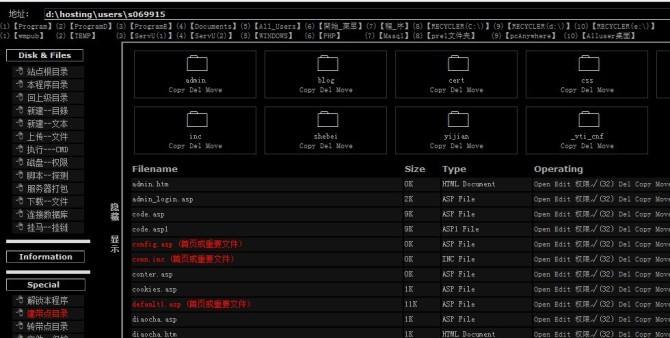 地址: d:\hosting\users\s069915
(1)【Program】 (2)【ProgramD】 (3)【ProgramE】 (4)【Documents】 (5)【All_Users】 (6)【開始_菜單】 (7)【程_序】 (8)【RECYCLER(C:\)】 (9)【RECYCLER(d:\)】 (10)【RECYCLER(e:\)】
(1)【wmpub】 (2)【TEMP】 (3)【ServU(1)】 (4)【ServU(2)】 (5)【WINDOWS】 (6)【PHP】 (7)【Mssql】 (8)【prel文件夹】 (9)【pcAnywhere】 (10)【Alluser桌面】
Disk & Files
站点根目录
本程序目录
回上级目录
新建--目錄
新建--文本
上传--文件
执行---CMD
磁盘--权限
脚本--探测
服务器打包
下载--文件
连接数据库
挂马--挂链
Information
Special
解锁本程序
建带点目录
转带点目录
隐藏 显示
admin
Copy Del Move
blog
Copy Del Move
cert
Copy Del Move
css
Copy Del Move
inc
Copy Del Move
shebei
Copy Del Move
yijian
Copy Del Move
_vti_cnf
Copy Del Move
Filename Size Type Operating
admin.htm 0K HTML Document Open Edit 权限√(32) Del Copy Move
admin_login.asp 2K ASP File Open Edit 权限√(32) Del Copy Move
code.asp 9K ASP File Open Edit 权限√(32) Del Copy Move
code.asp1 9K ASP1 File Open Edit 权限√(32) Del Copy Move
config.asp (首页或重要文件) 0K ASP File Open Edit 权限√(32) Del Copy Move
conn.inc (首页或重要文件) 0K INC File Open Edit 权限√(32) Del Copy Move
conter.asp 0K ASP File Open Edit 权限√(32) Del Copy Move
cookies.asp 1K ASP File Open Edit 权限√(32) Del Copy Move
default1.asp (首页或重要文件) 11K ASP File Open Edit 权限√(32) Del Copy Move
diaocha.asp 1K ASP File Open Edit 权限√(32) Del Copy Move
diaocha.htm 1K HTML Document Open Edit 权限√(32) Del Copy Move